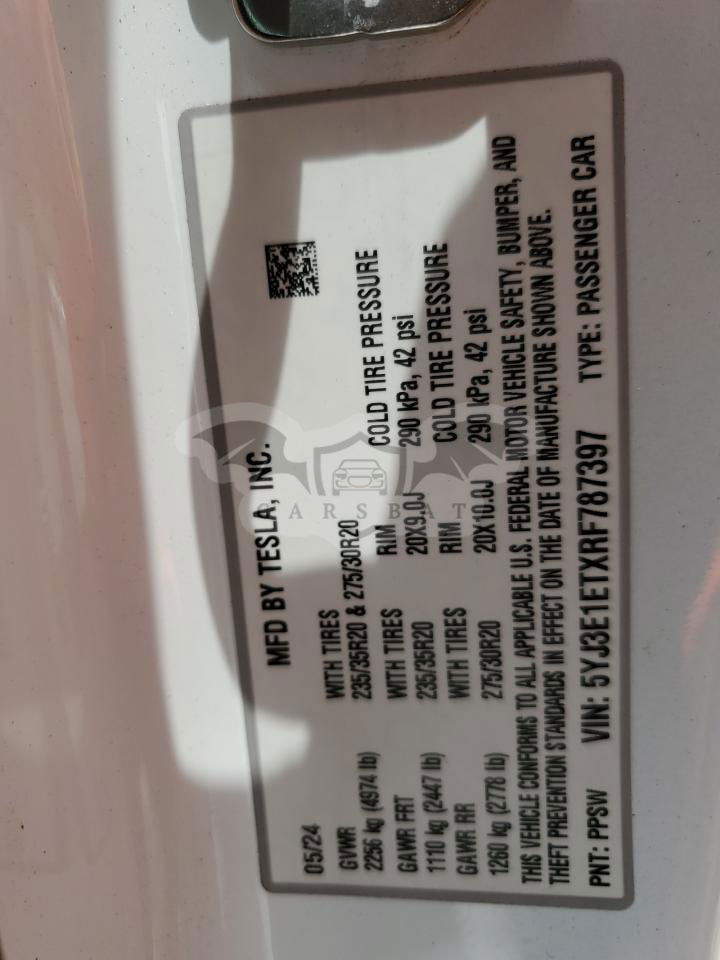 MFD BY TESLA, INC.
05/24
GVWR WITH TIRES
2256 kg (4974 lb) 235/35R20 & 275/30R20
GAWR FRT WITH TIRES RIM COLD TIRE PRESSURE
1110 kg (2447 lb) 235/35R20 20X9.0J 290 kPa, 42 psi
GAWR RR WITH TIRES RIM COLD TIRE PRESSURE
1260 kg (2778 lb) 275/30R20 20X10.0J 290 kPa, 42 psi
THIS VEHICLE CONFORMS TO ALL APPLICABLE U.S. FEDERAL MOTOR VEHICLE SAFETY, BUMPER, AND
THEFT PREVENTION STANDARDS IN EFFECT ON THE DATE OF MANUFACTURE SHOWN ABOVE.
PNT: PPSW VIN: 5YJ3E1ETXRF787397 TYPE: PASSENGER CAR
CARSBAT